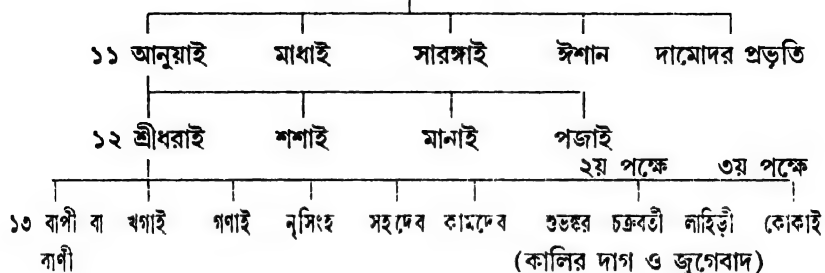 ১১ আনুয়াই মাধাই সারঙ্গাই ঈশান দামোদর প্রভৃতি
১২ শ্রীধরাই শশাই মানাই পজাই
২য় পক্ষে ৩য় পক্ষে
১৩ বাপী বা খগাই গণাই নৃসিংহ সহদেব কামদেব শুভঙ্কর চক্রবর্তী লাহিড়ী কোকাই
বাণী (কালির দাগ ও জুগেবাদ)